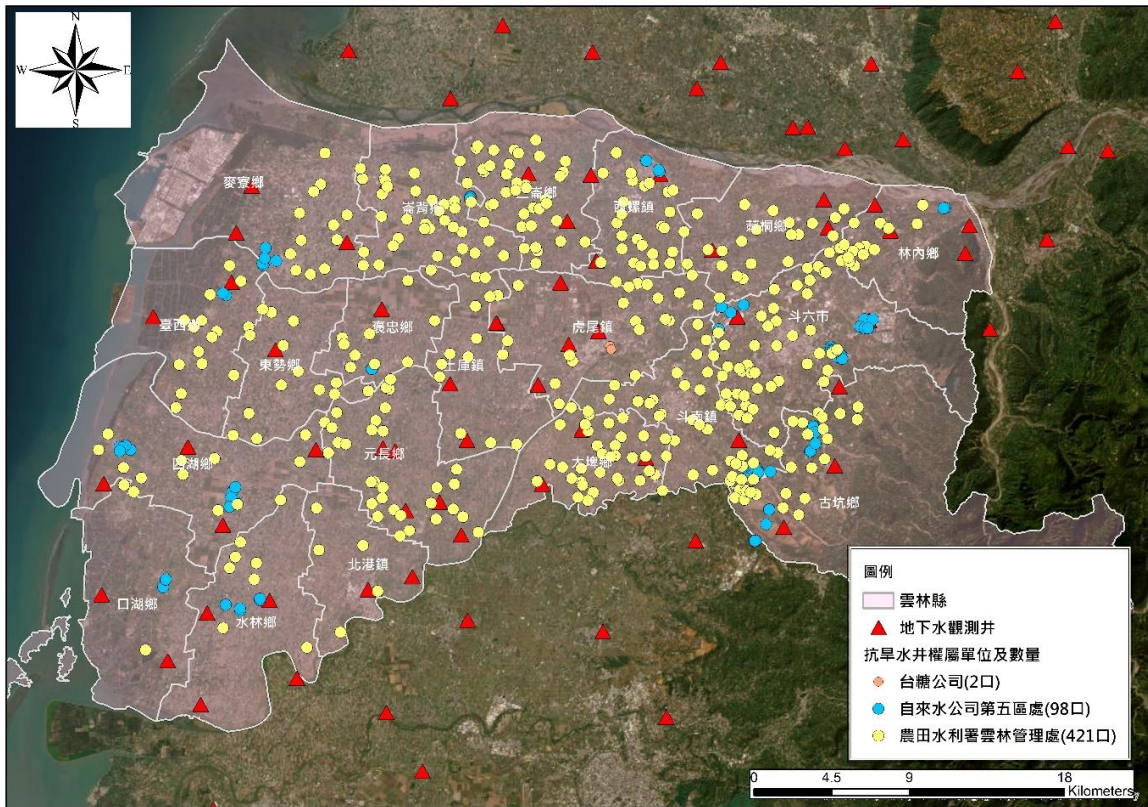 N
W
E
S
麥寮鄉
崙背鄉
二崙鄉
西螺鎮
莿桐鄉
林內鄉
臺西鄉
東勢鄉
褒忠鄉
土庫鎮
虎尾鎮
斗六市
四湖鄉
元長鄉
大埤鄉
斗南鎮
古坑鄉
口湖鄉
水林鄉
北港鎮
圖例
雲林縣
地下水觀測井
抗旱水井權屬單位及數量
台糖公司(2口)
自來水公司第五區處(98口)
農田水利署雲林管理處(421口)
0 4.5 9 18
Kilometers